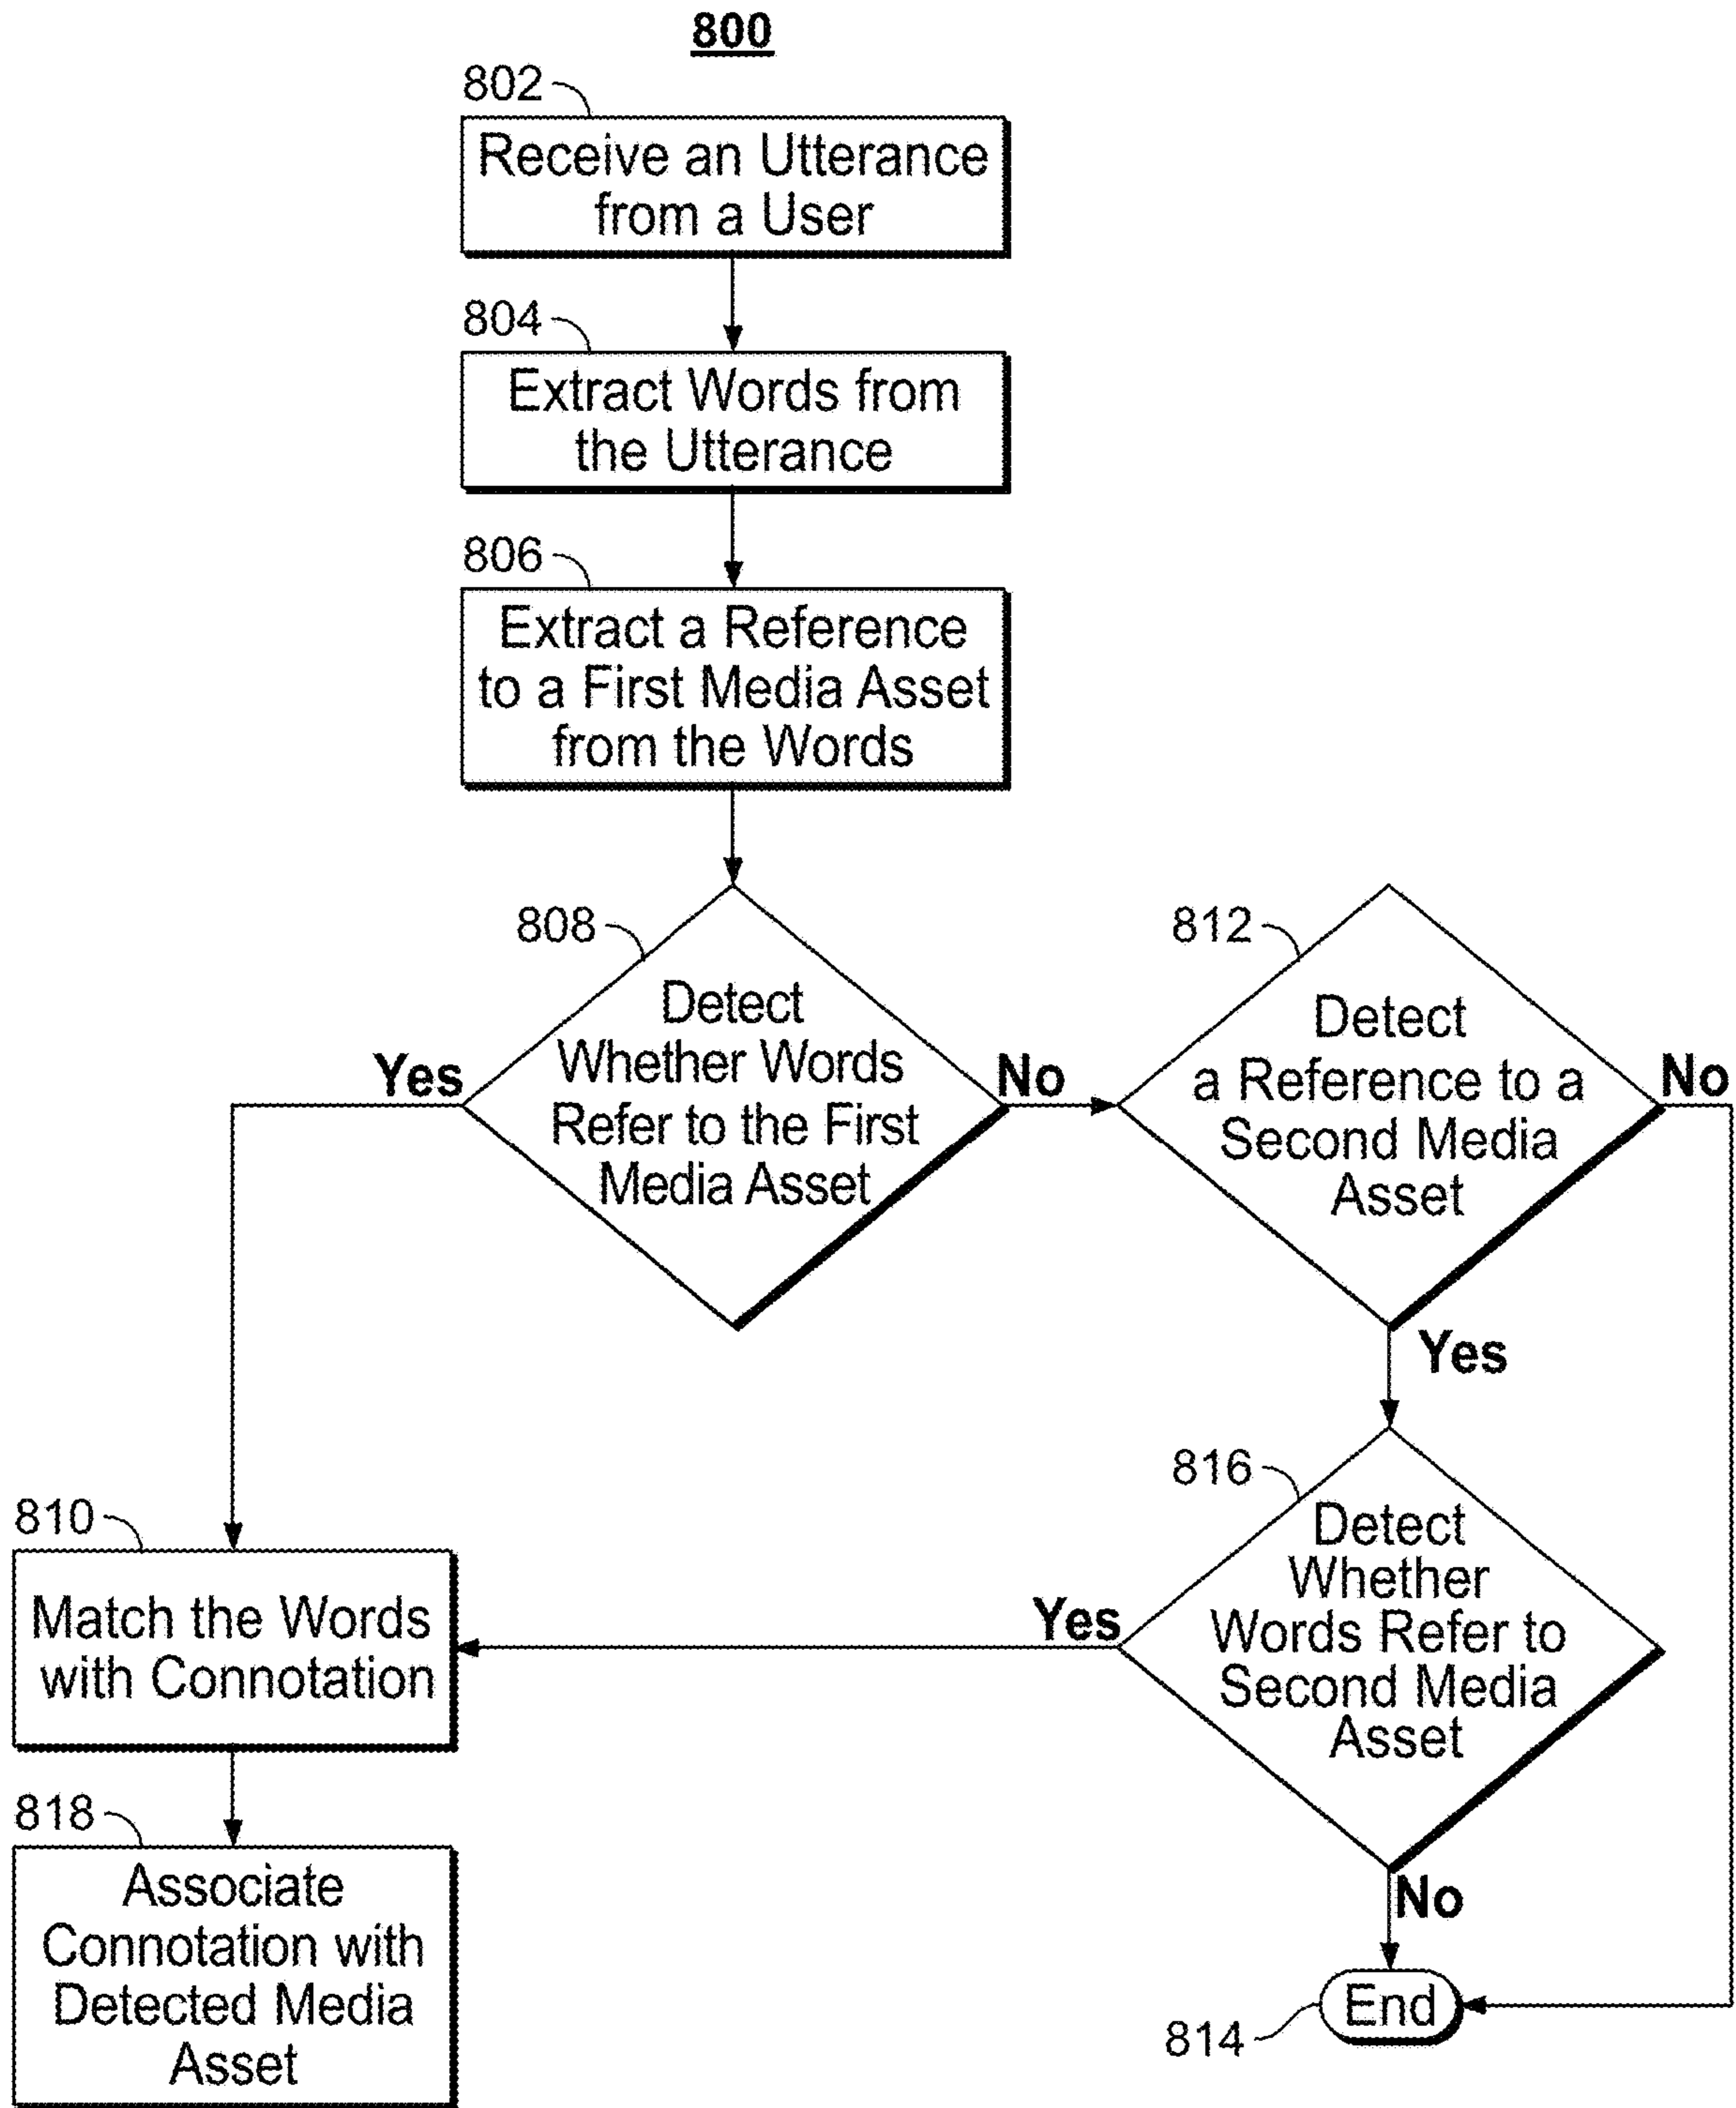 800
802
Receive an Utterance
from a User
804
Extract Words from
the Utterance
806
Extract a Reference
to a First Media Asset
from the Words
808
Detect
Whether Words
Refer to the First
Media Asset
Yes
No
812
Detect
a Reference to a
Second Media
Asset
No
Yes
816
Detect
Whether
Words Refer to
Second Media
Asset
Yes
No
810
Match the Words
with Connotation
818
Associate
Connotation with
Detected Media
Asset
End
814